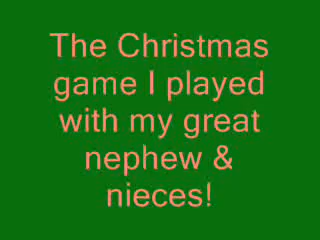 The Christmas
game I played
with my great
nephew &
nieces!